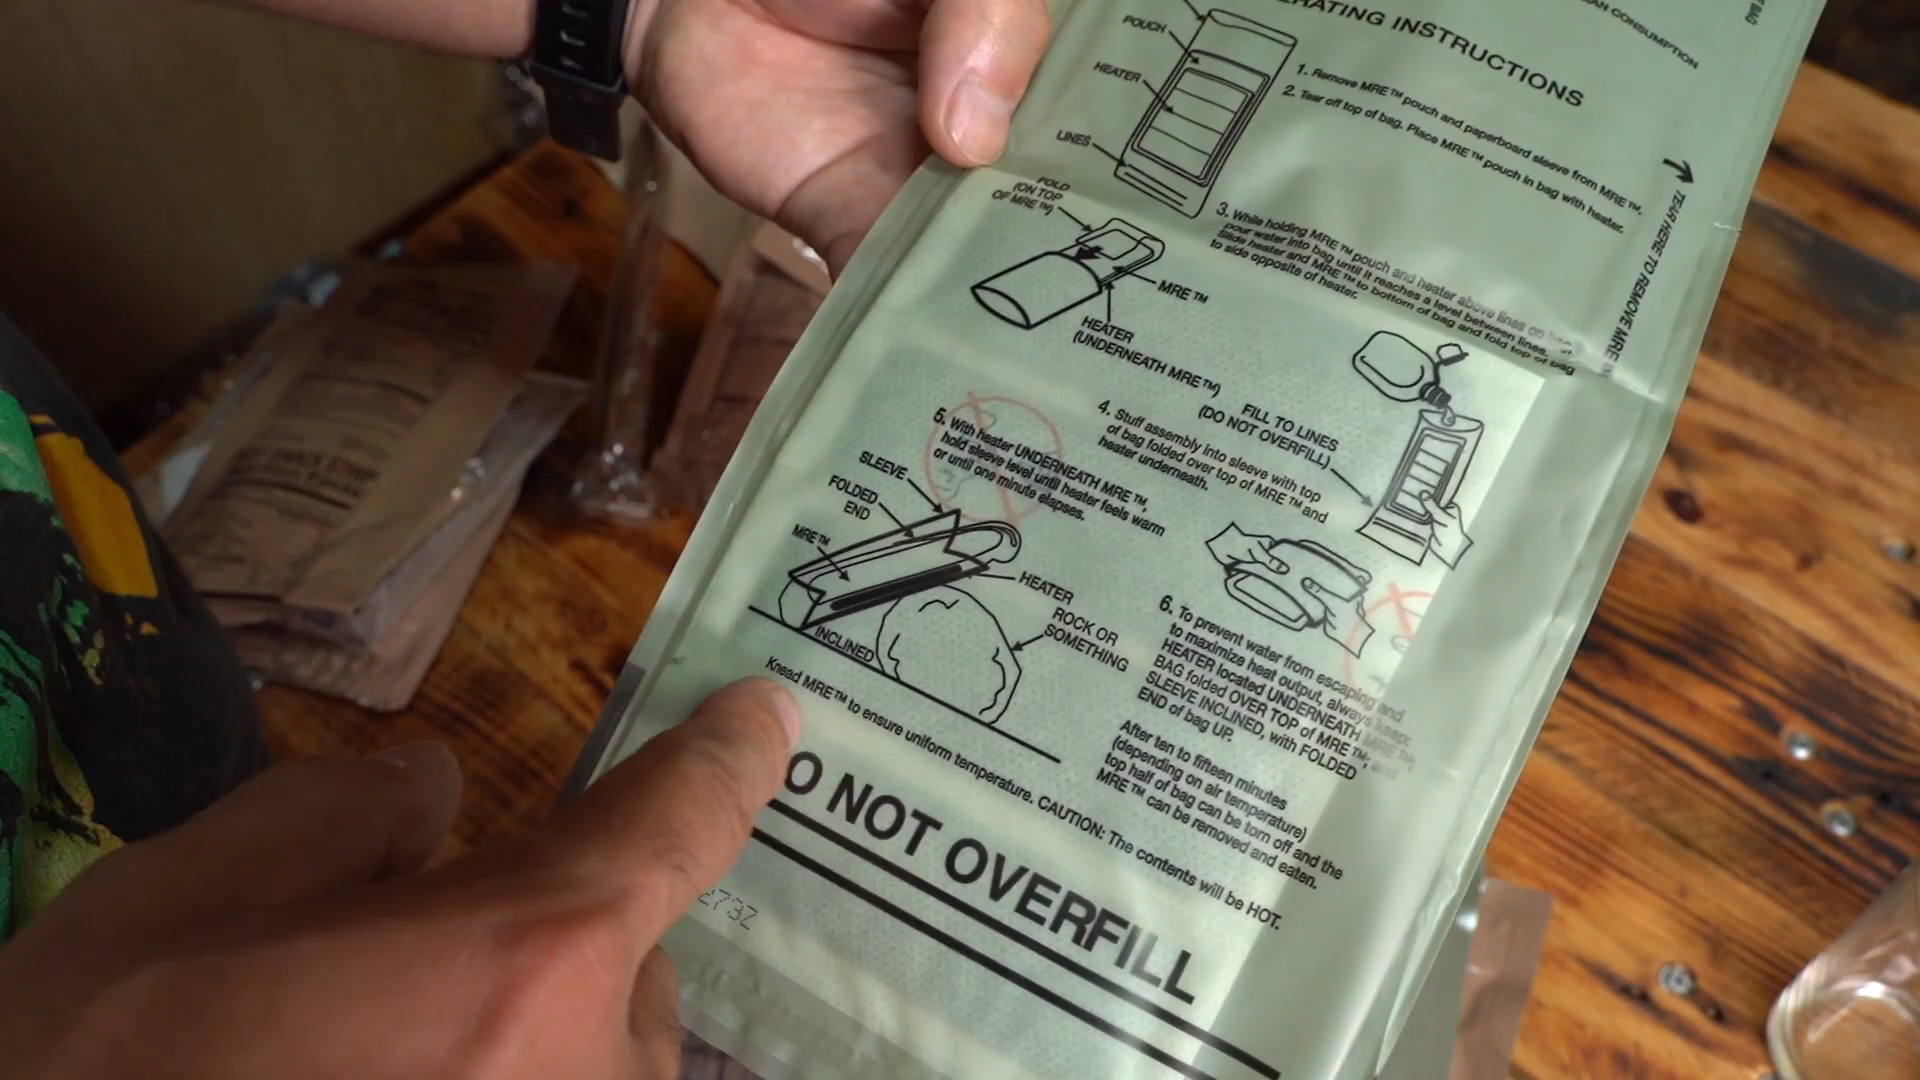 OPERATING INSTRUCTIONS
POUCH
HEATER
LINES
1. Remove MRE™ pouch and paperboard sleeve from MRE™.
2. Tear off top of bag. Place MRE™ pouch in bag with heater.
3. While holding MRE™ pouch and heater above lines on
pour water into bag until it reaches a level between lines.
Slide heater and MRE™ to bottom of bag and fold top of bag
to side opposite of heater.
TEAR HERE TO REMOVE MRE
FOLD
(ON TOP
OF MRE™)
MRE™
HEATER
(UNDERNEATH MRE™)
FILL TO LINES
(DO NOT OVERFILL)
4. Stuff assembly into sleeve with top
of bag folded over top of MRE™ and
heater underneath.
5. With heater UNDERNEATH MRE™,
hold sleeve level until heater feels warm
or until one minute elapses.
SLEEVE
FOLDED
END
MRE™
HEATER
ROCK OR
SOMETHING
INCLINED
6. To prevent water from escaping and
to maximize heat output, always keep:
HEATER located UNDERNEATH MRE™,
BAG folded OVER TOP of MRE™, and
SLEEVE INCLINED, with FOLDED
END of bag UP.
After ten to fifteen minutes
(depending on air temperature)
top half of bag can be torn off and the
MRE™ can be removed and eaten.
Knead MRE™ to ensure uniform temperature. CAUTION: The contents will be HOT.
DO NOT OVERFILL
273Z